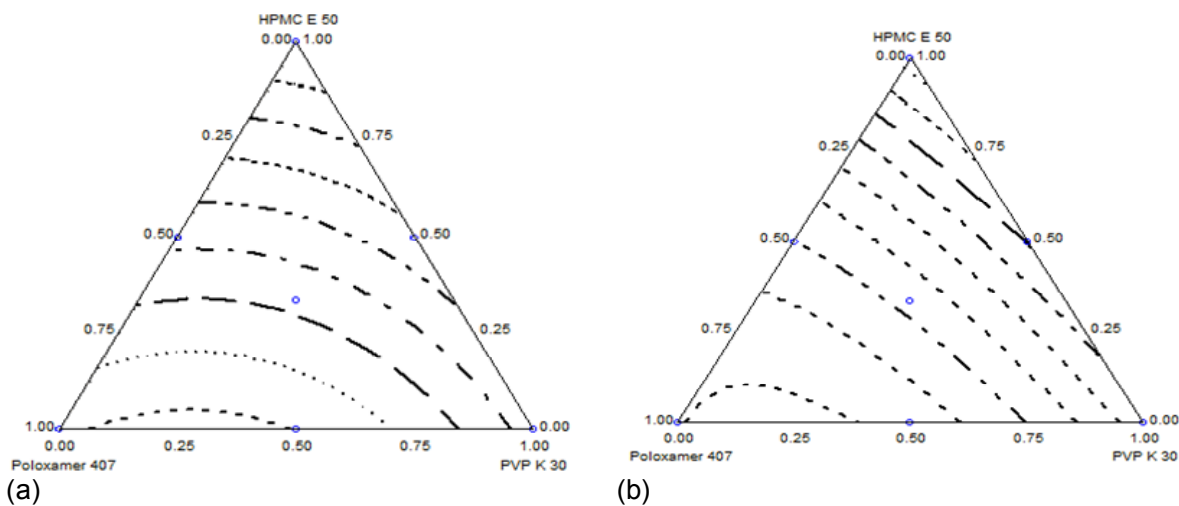 HPMC E 50
0.00 1.00
0.25 0.75
0.50 0.50
0.75 0.25
1.00 0.00
0.00 0.25 0.50 0.75 1.00
Poloxamer 407 PVP K 30
(a)
HPMC E 50
0.00 1.00
0.25 0.75
0.50 0.50
0.75 0.25
1.00 0.00
0.00 0.25 0.50 0.75 1.00
Poloxamer 407 PVP K 30
(b)